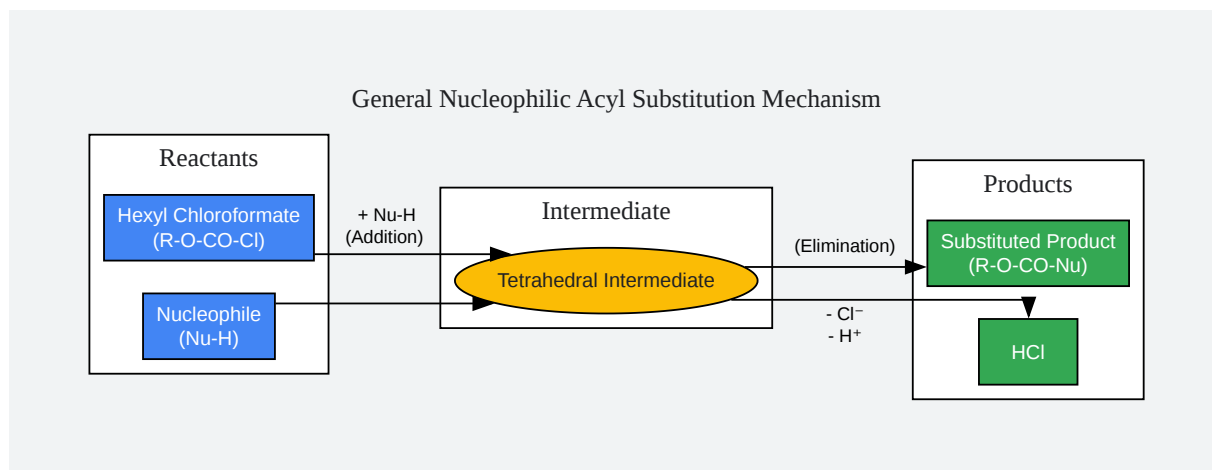 General Nucleophilic Acyl Substitution Mechanism
Reactants
Hexyl Chloroformate
(R-O-CO-Cl)
Nucleophile
(Nu-H)
+ Nu-H
(Addition)
Intermediate
Tetrahedral Intermediate
(Elimination)
- Cl⁻
- H⁺
Products
Substituted Product
(R-O-CO-Nu)
HCl